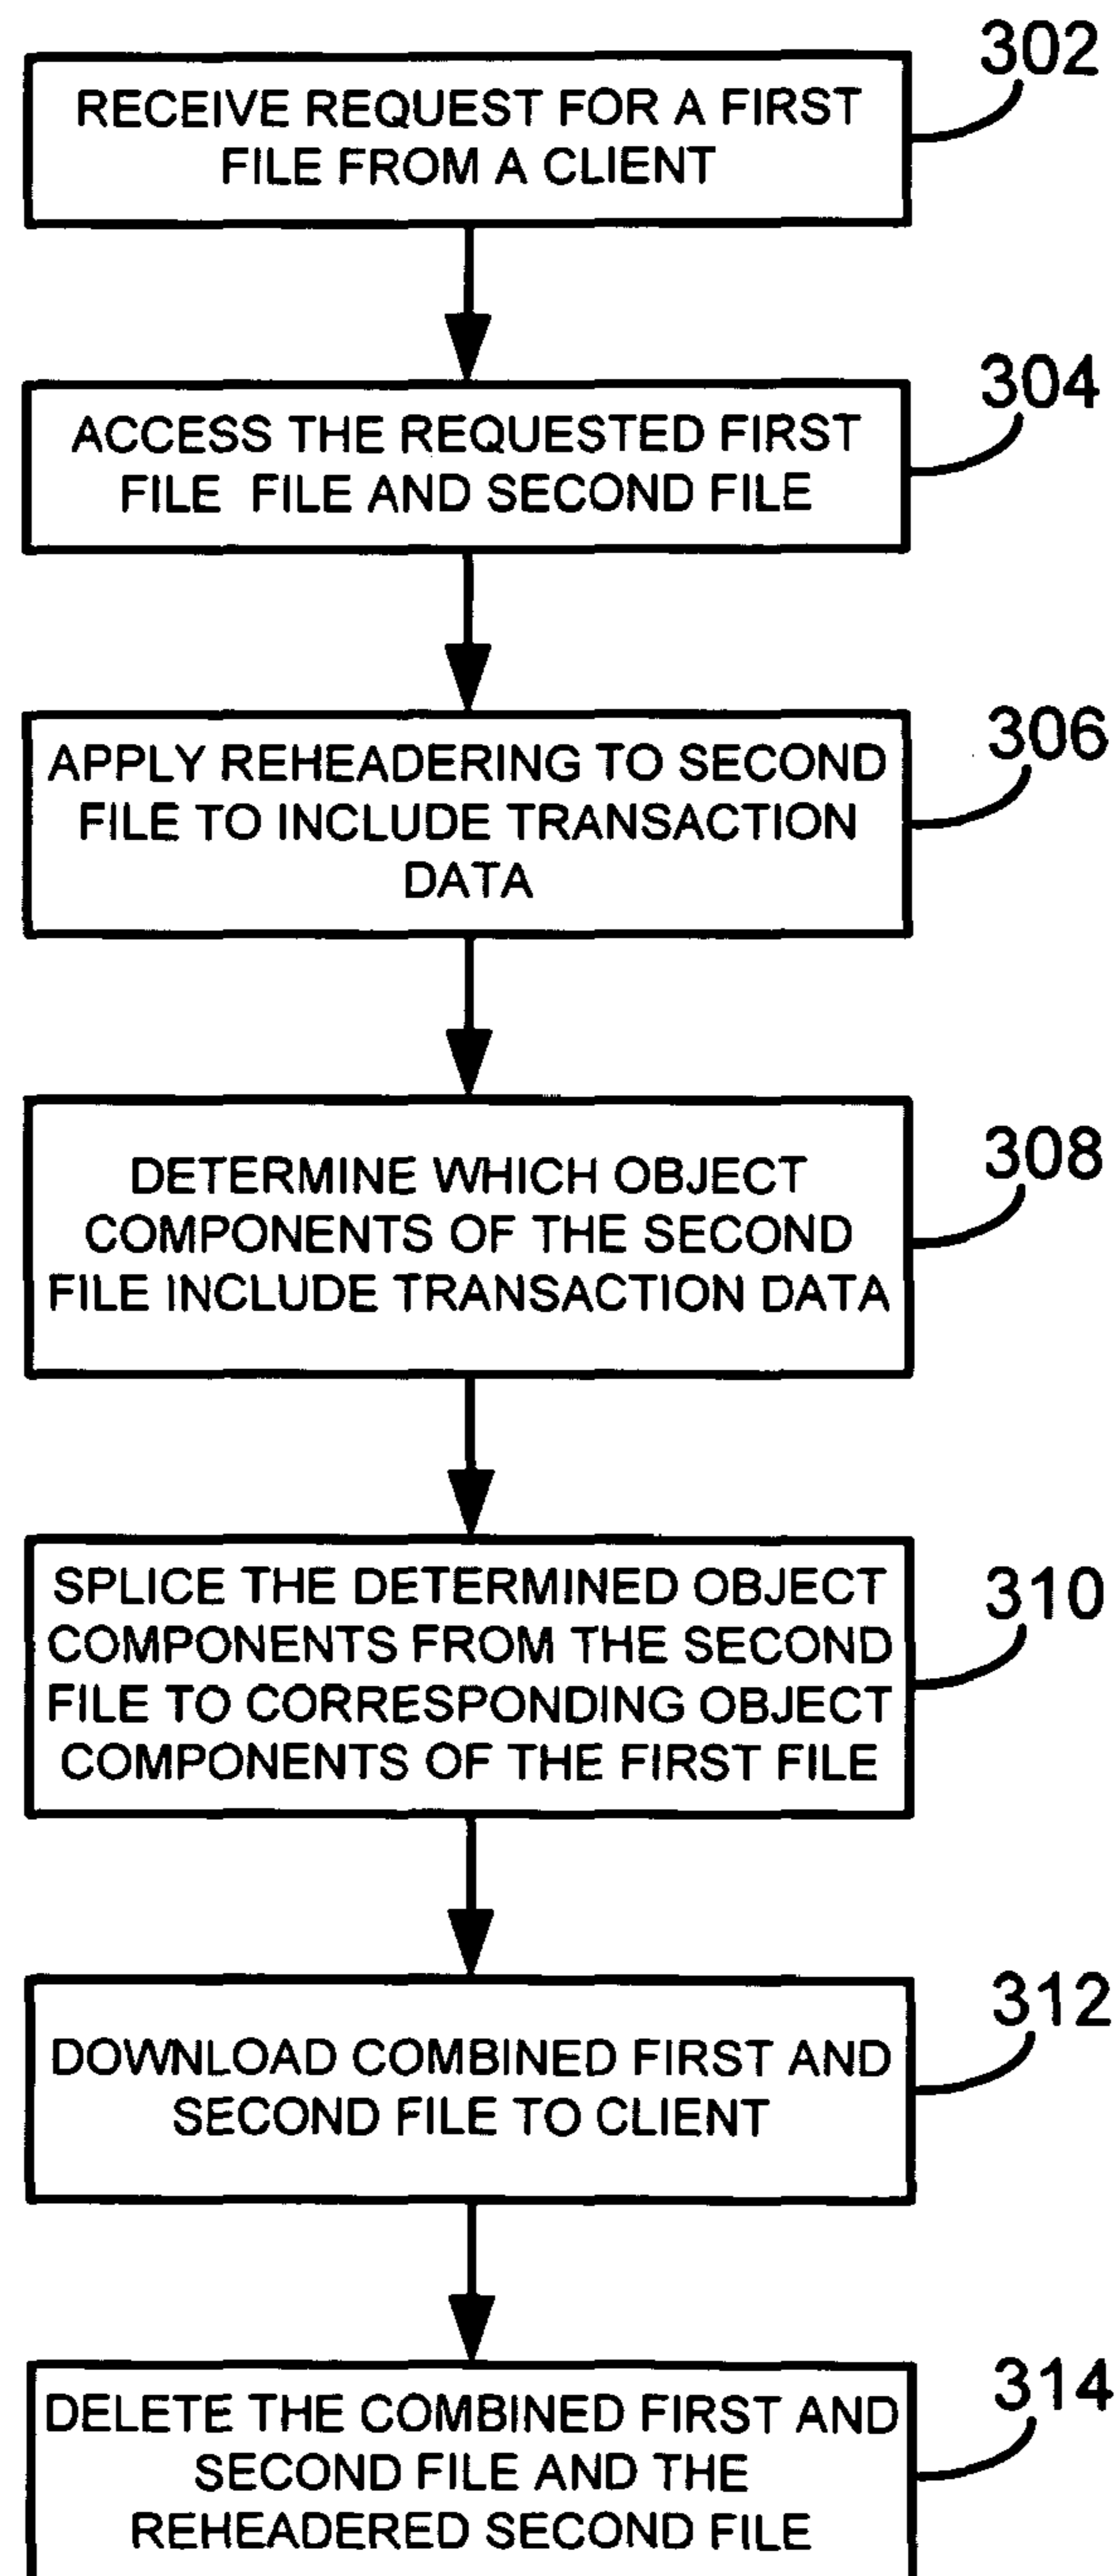 302
RECEIVE REQUEST FOR A FIRST
FILE FROM A CLIENT
304
ACCESS THE REQUESTED FIRST
FILE FILE AND SECOND FILE
306
APPLY REHEADERING TO SECOND
FILE TO INCLUDE TRANSACTION
DATA
308
DETERMINE WHICH OBJECT
COMPONENTS OF THE SECOND
FILE INCLUDE TRANSACTION DATA
310
SPLICE THE DETERMINED OBJECT
COMPONENTS FROM THE SECOND
FILE TO CORRESPONDING OBJECT
COMPONENTS OF THE FIRST FILE
312
DOWNLOAD COMBINED FIRST AND
SECOND FILE TO CLIENT
314
DELETE THE COMBINED FIRST AND
SECOND FILE AND THE
REHEADERED SECOND FILE